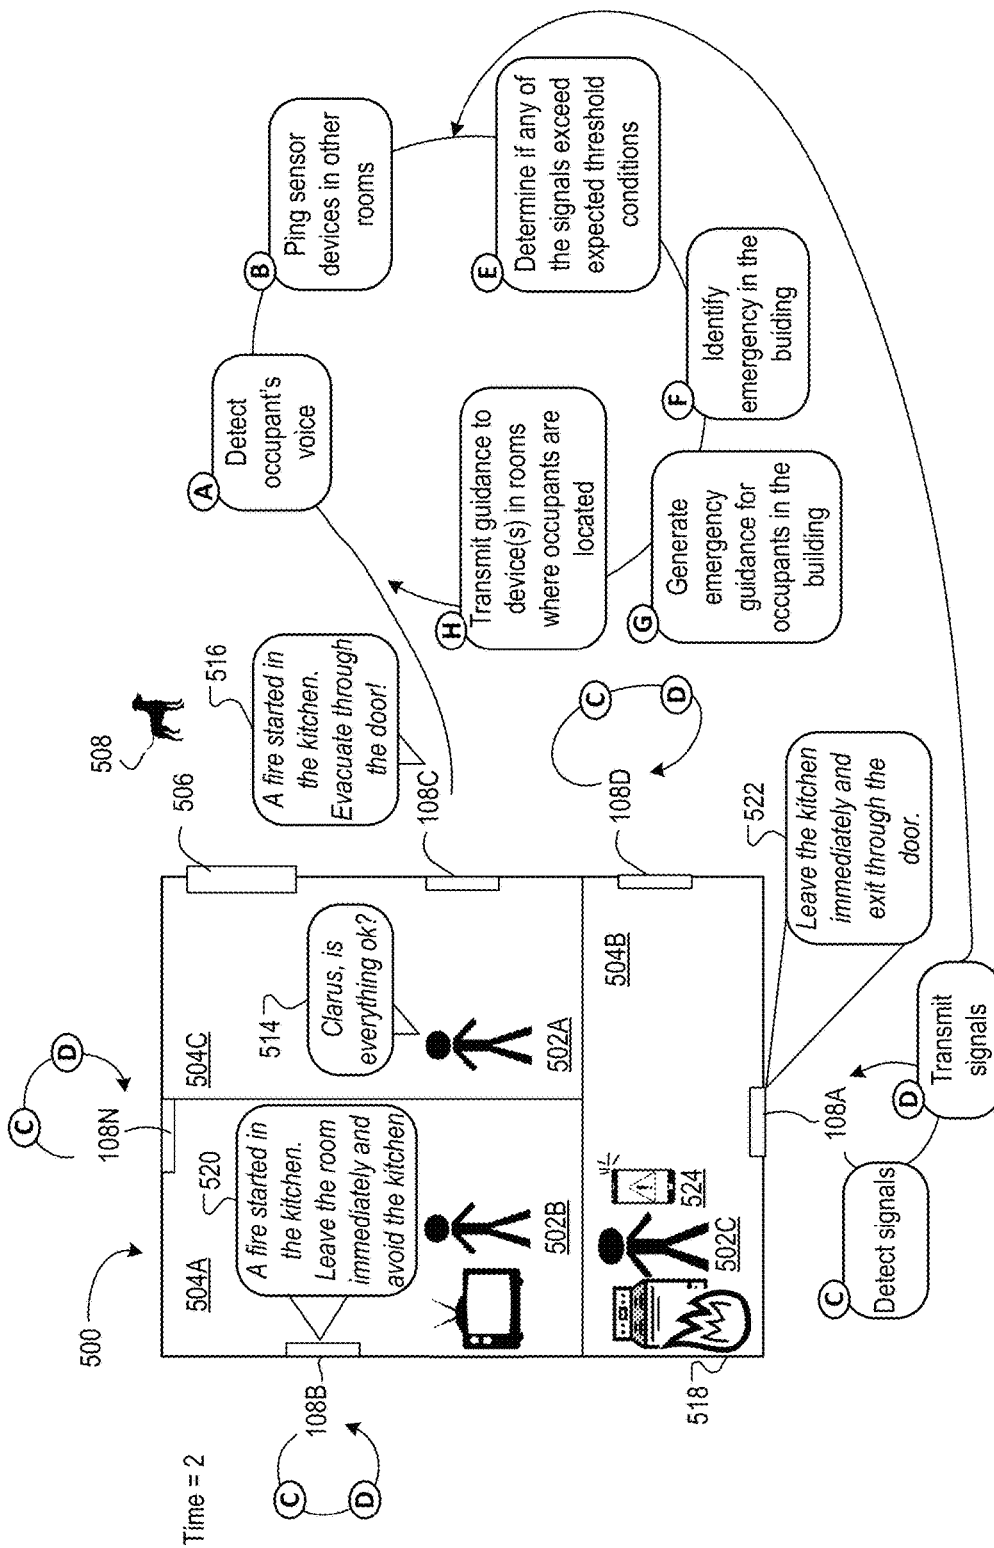 Time = 2
500
508
506
516
A fire started in
the kitchen.
Evacuate through
the door!
108N
C
D
504A
520
A fire started in
the kitchen.
Leave the room
immediately and
avoid the kitchen
504C
514
Clarus, is
everything ok?
502A
502B
108B
C
D
108C
A
Detect
occupant's
voice
B
Ping sensor
devices in other
rooms
E
Determine if any of
the signals exceed
expected threshold
conditions
F
Identify
emergency in the
buiding
G
Generate
emergency
guidance for
occupants in the
building
H
Transmit guidance to
device(s) in rooms
where occupants are
located
108D
C
D
504B
518
502C
524
522
Leave the kitchen
immediately and
exit through the
door.
108A
C
Detect signals
D
Transmit
signals